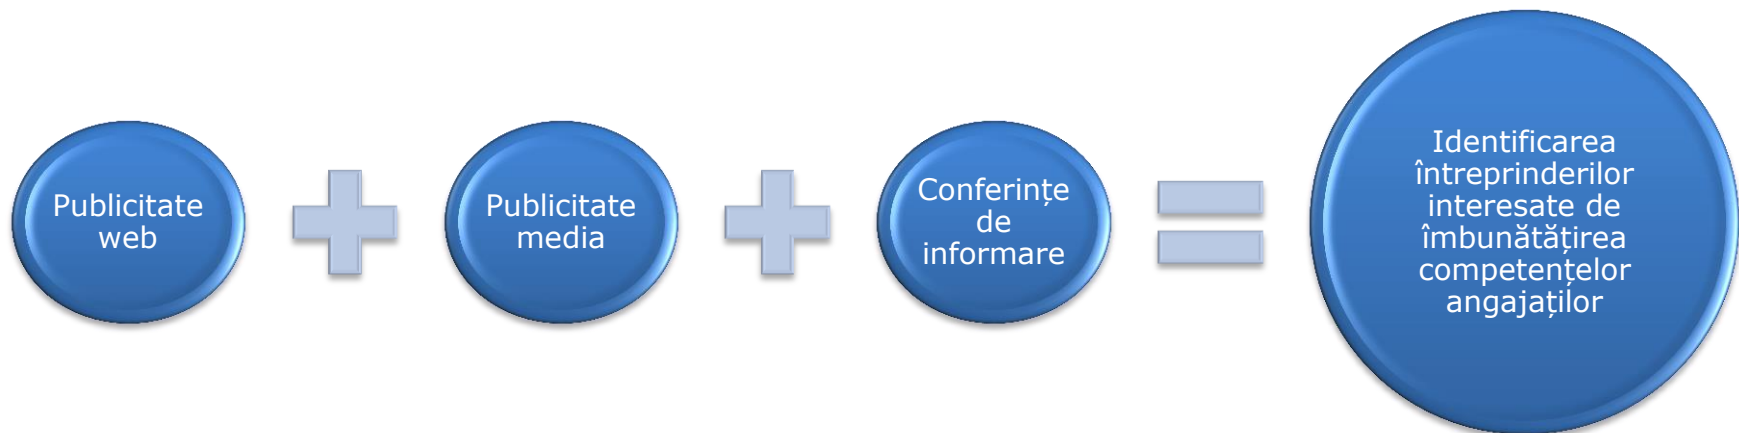 Publicitate
web
Publicitate
media
Conferințe
de
informare
Identificarea
întreprinderilor
interesate de
îmbunătățirea
competențelor
angajaților